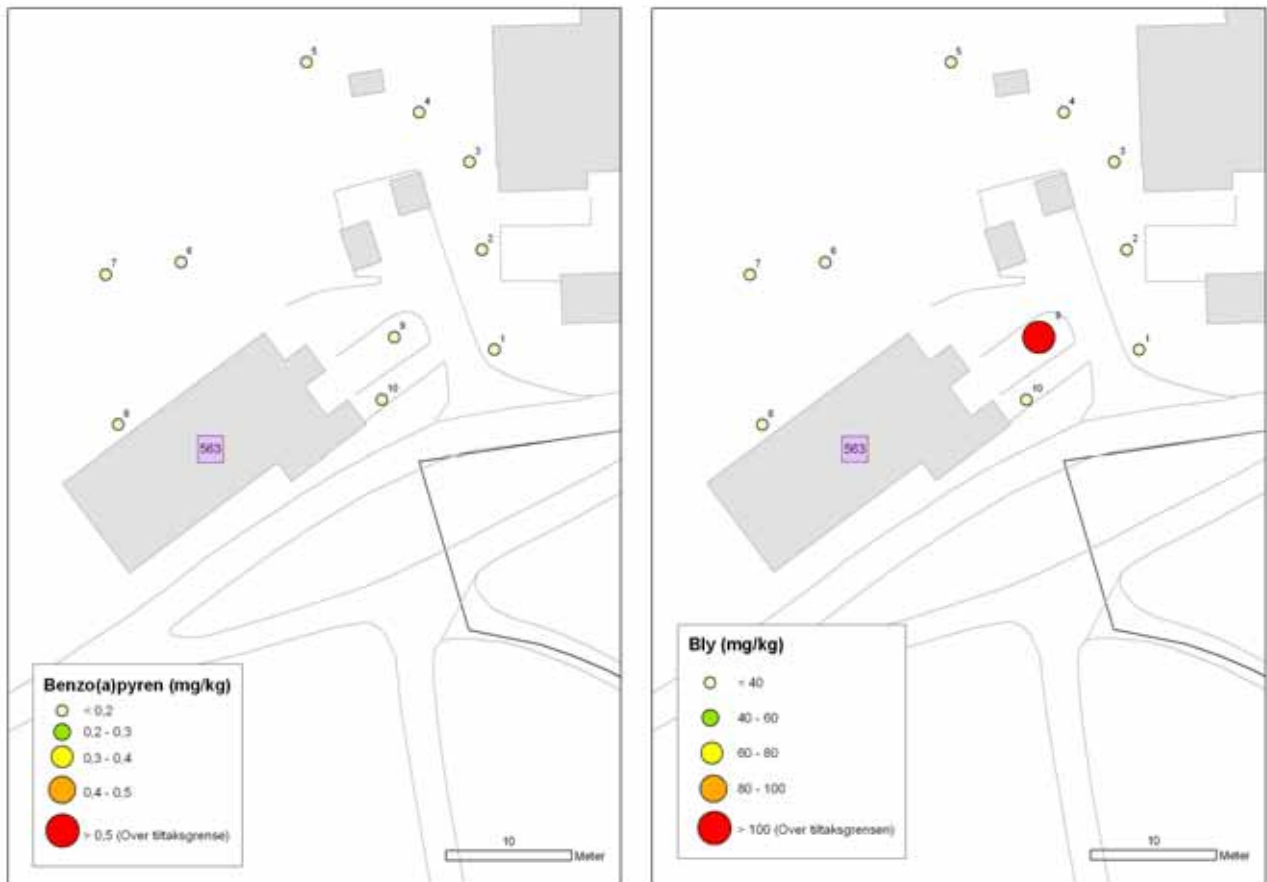 5
4
3
2
7
6
9
1
10
8
563
Benzo(a)pyren (mg/kg)
< 0,2
0,2 - 0,3
0,3 - 0,4
0,4 - 0,5
> 0,5 (Over tiltaksgrense)
10
Meter
5
4
3
2
7
6
9
1
10
8
563
Bly (mg/kg)
< 40
40 - 60
60 - 80
80 - 100
> 100 (Over tiltaksgrensen)
10
Meter